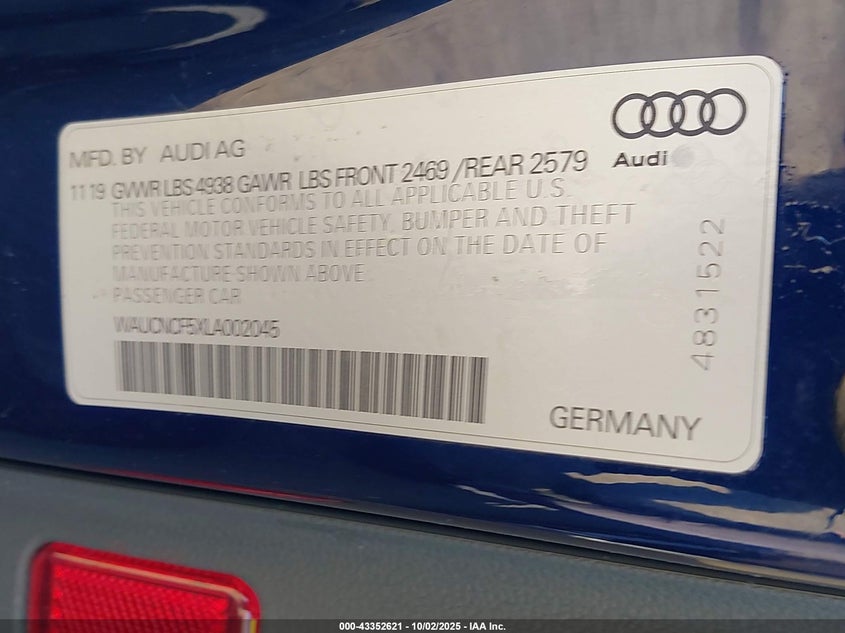 MFD. BY AUDI AG
Audi
11 19 GVWR LBS 4938 GAWR LBS FRONT 2469 / REAR 2579
THIS VEHICLE CONFORMS TO ALL APPLICABLE U.S.
FEDERAL MOTOR VEHICLE SAFETY, BUMPER AND THEFT
PREVENTION STANDARDS IN EFFECT ON THE DATE OF
MANUFACTURE SHOWN ABOVE.
PASSENGER CAR
WAUCNCF5XLA002045
4831522
GERMANY
000-43352621 - 10/02/2025 - IAA Inc.